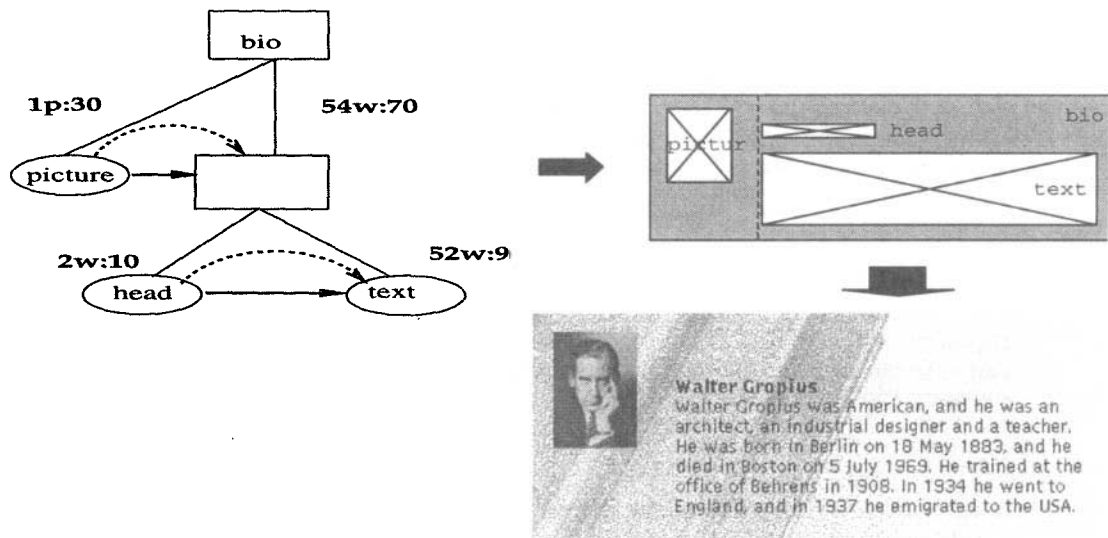 bio
1p:30
54w:70
picture
2w:10
52w:9
head
text
bio
pictur
head
text
Walter Gropius
Walter Gropius was American, and he was an
architect, an industrial designer and a teacher.
He was born in Berlin on 18 May 1883, and he
died in Boston on 5 July 1969. He trained at the
office of Behrens in 1908. In 1934 he went to
England, and in 1937 he emigrated to the USA.